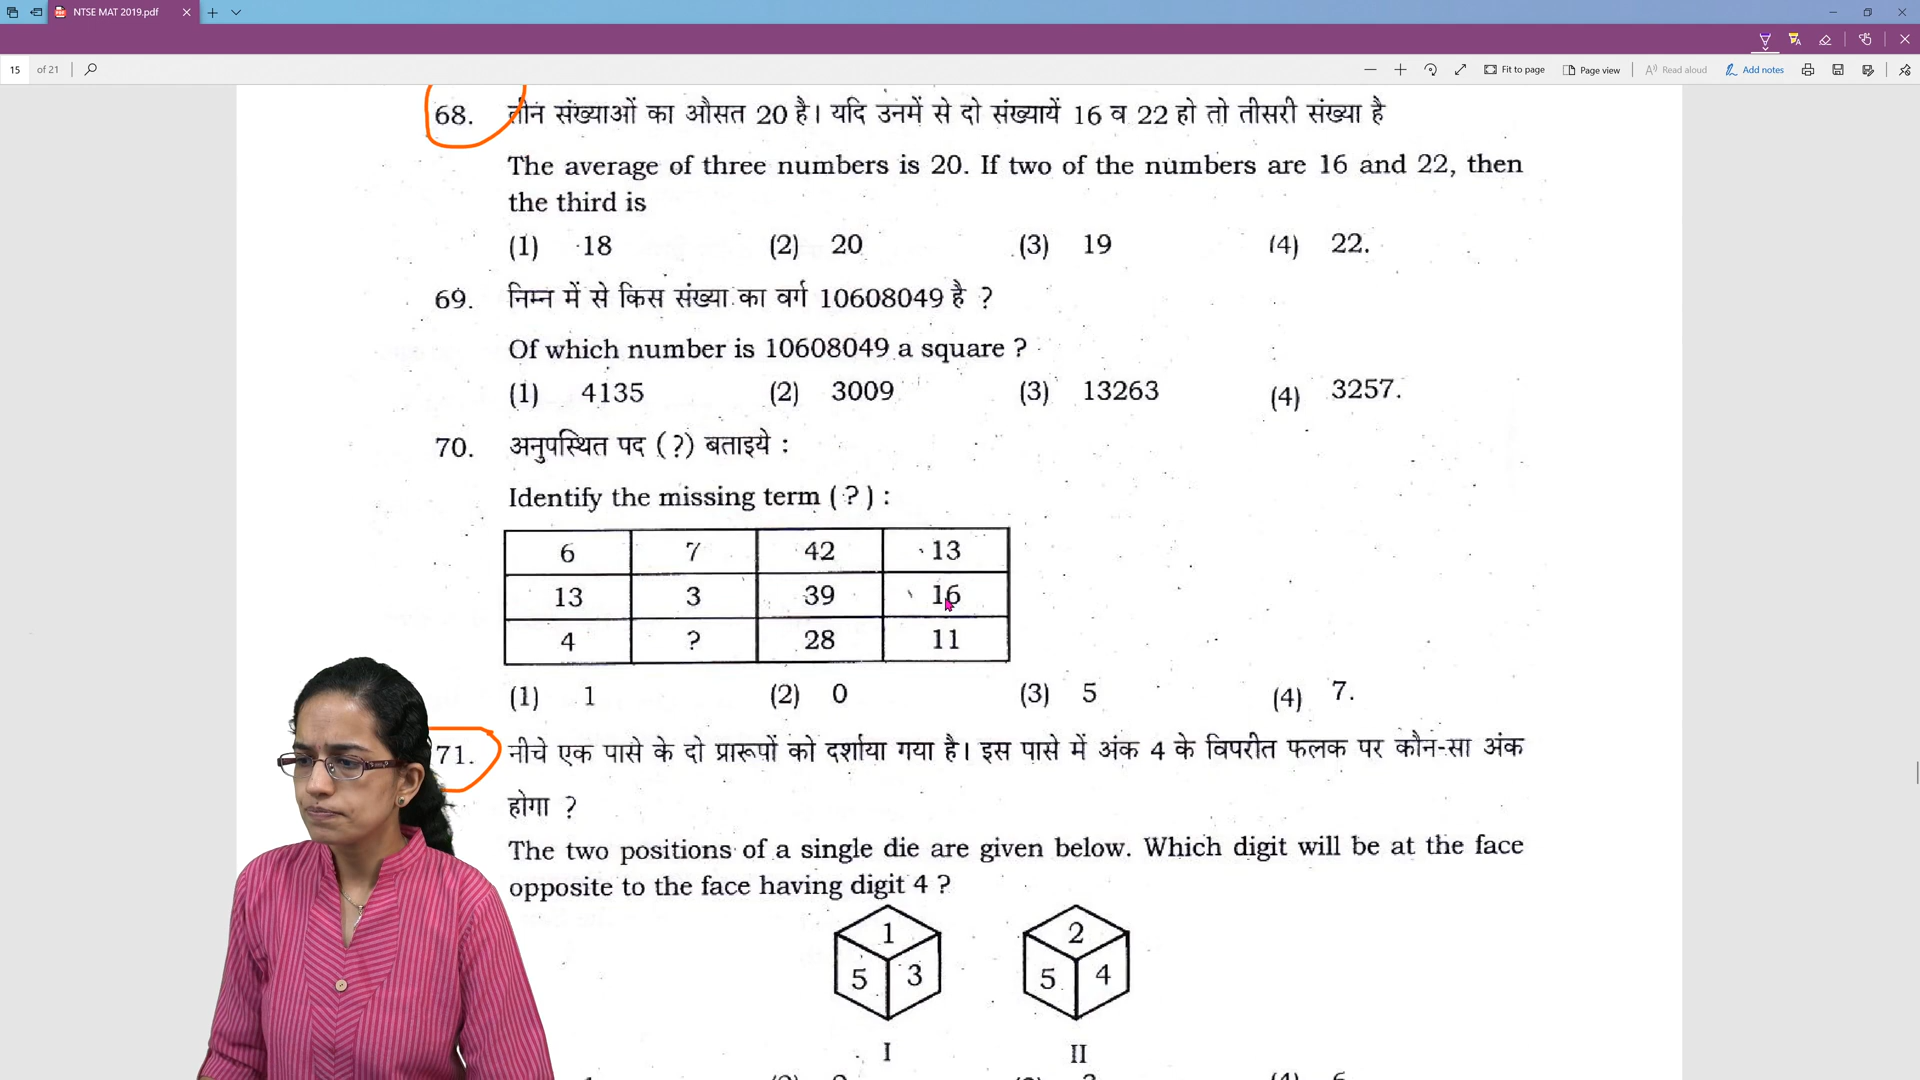 NTSE MAT 2019.pdf
15 of 21
Fit to page
Page view
Read aloud
Add notes
68. तीन संख्याओं का औसत 20 है। यदि उनमें से दो संख्यायें 16 व 22 हो तो तीसरी संख्या है
The average of three numbers is 20. If two of the numbers are 16 and 22, then
the third is
(1) 18 (2) 20 (3) 19 (4) 22.
69. निम्न में से किस संख्या का वर्ग 10608049 है ?
Of which number is 10608049 a square ?
(1) 4135 (2) 3009 (3) 13263 (4) 3257.
70. अनुपस्थित पद (?) बताइये :
Identify the missing term (?) :
6 7 42 13
13 3 39 16
4 ? 28 11
(1) 1 (2) 0 (3) 5 (4) 7.
71. नीचे एक पासे के दो प्रारूपों को दर्शाया गया है। इस पासे में अंक 4 के विपरीत फलक पर कौन-सा अंक
होगा ?
The two positions of a single die are given below. Which digit will be at the face
opposite to the face having digit 4 ?
1 2
5 3 5 4
I II